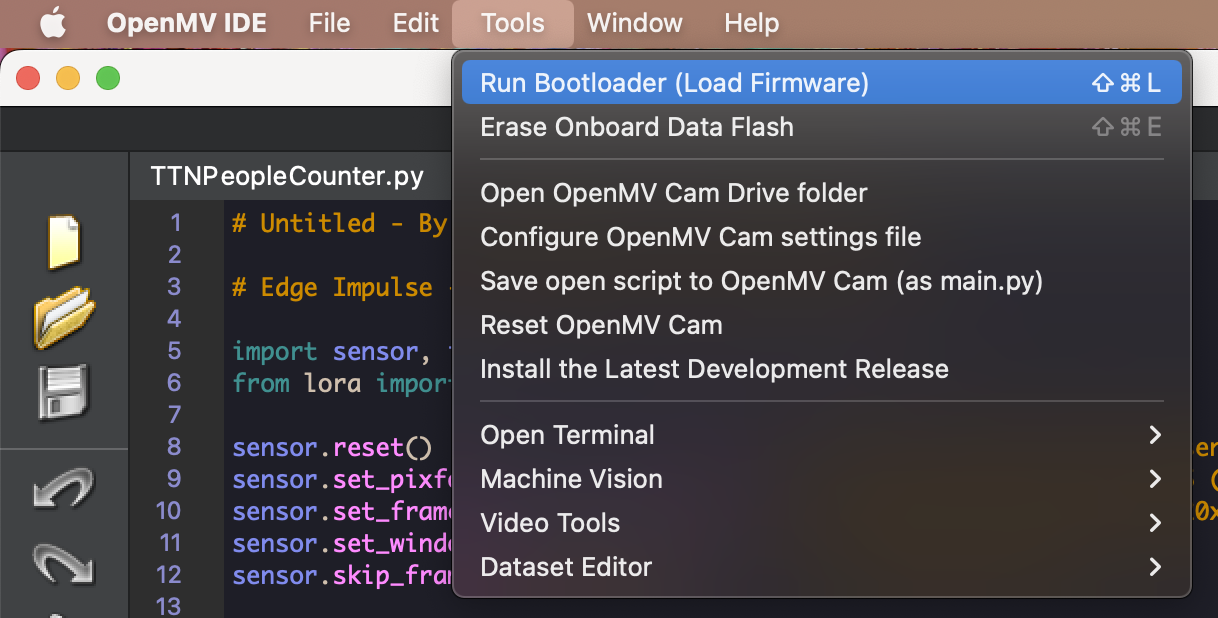 OpenMV IDE File Edit Tools Window Help
Run Bootloader (Load Firmware) ⇧⌘L
Erase Onboard Data Flash ⇧⌘E
Open OpenMV Cam Drive folder
Configure OpenMV Cam settings file
Save open script to OpenMV Cam (as main.py)
Reset OpenMV Cam
Install the Latest Development Release
Open Terminal
Machine Vision
Video Tools
Dataset Editor
TTNPeopleCounter.py
1 # Untitled - By
2
3 # Edge Impulse -
4
5 import sensor,
6 from lora import
7
8 sensor.reset()
9 sensor.set_pixf
10 sensor.set_frame
11 sensor.set_windo
12 sensor.skip_fram
13